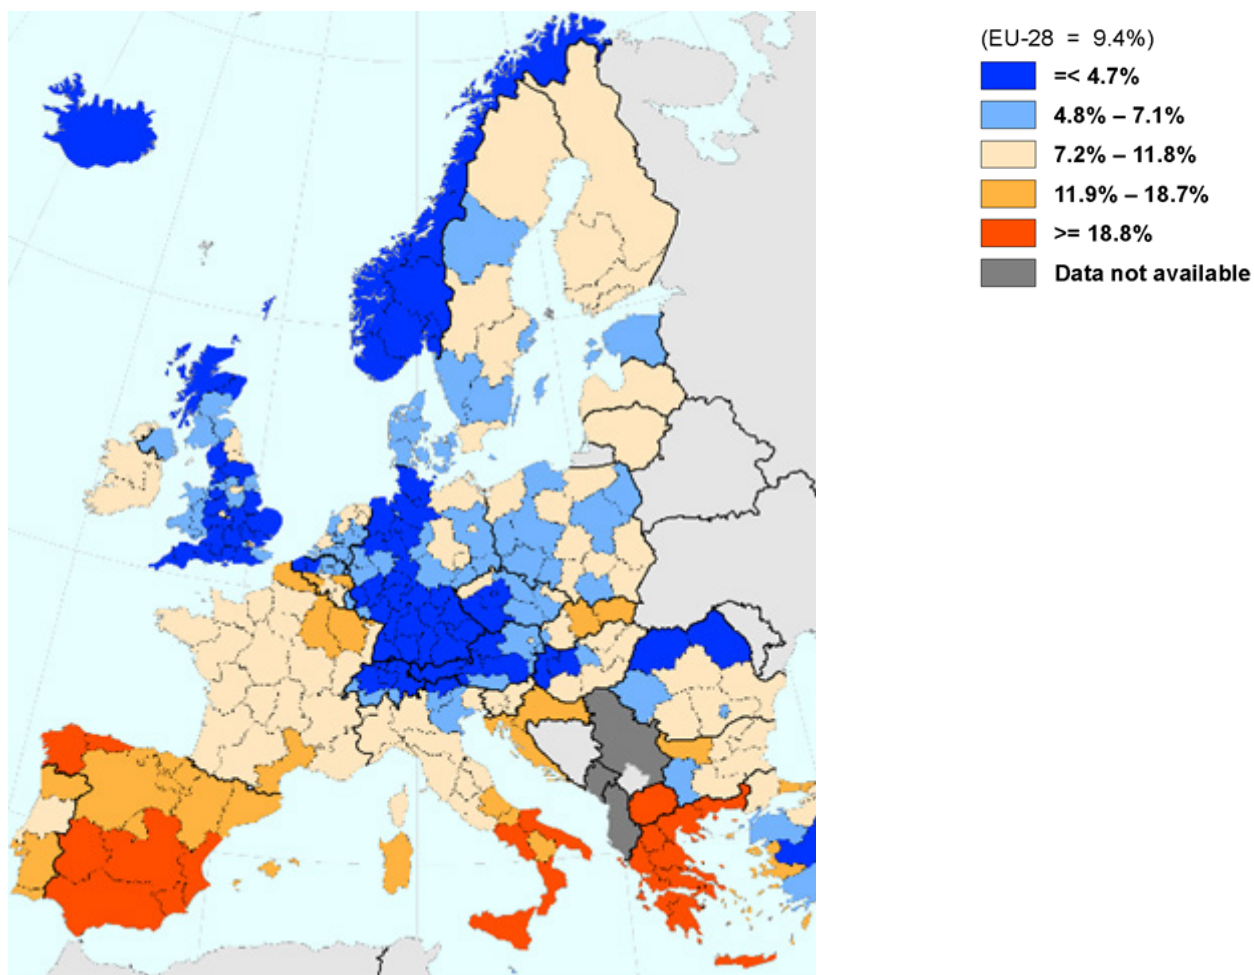 (EU-28 = 9.4%)
=< 4.7%
4.8% – 7.1%
7.2% – 11.8%
11.9% – 18.7%
>= 18.8%
Data not available